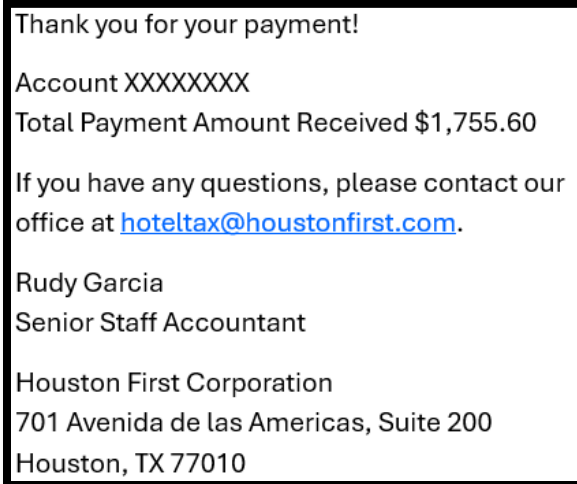 Thank you for your payment!
Account XXXXXXXX
Total Payment Amount Received $1,755.60
If you have any questions, please contact our
office at hoteltax@houstonfirst.com.
Rudy Garcia
Senior Staff Accountant
Houston First Corporation
701 Avenida de las Americas, Suite 200
Houston, TX 77010